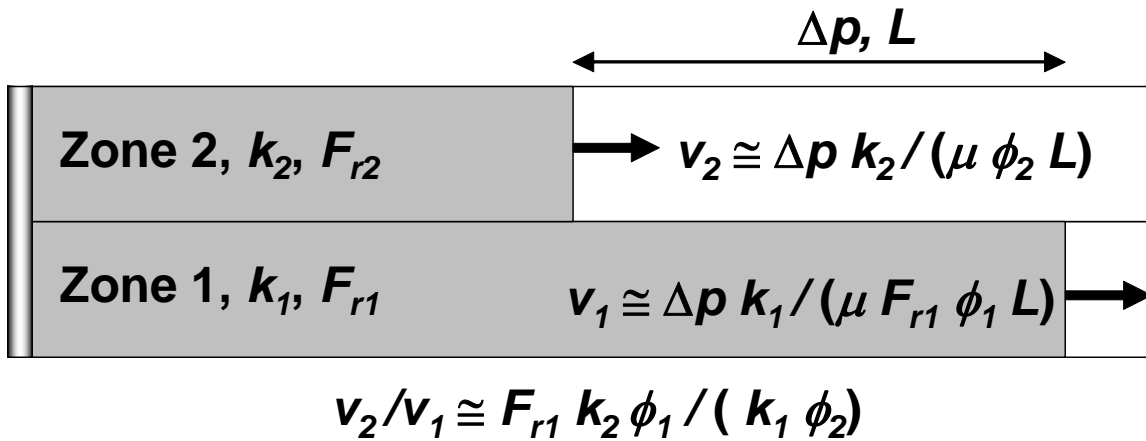 Δp, L
Zone 2, k₂, Fᵣ₂
v₂ ≅ Δp k₂ / (μ ϕ₂ L)
Zone 1, k₁, Fᵣ₁
v₁ ≅ Δp k₁ / (μ Fᵣ₁ ϕ₁ L)
v₂ /v₁ ≅ Fᵣ₁ k₂ ϕ₁ / ( k₁ ϕ₂)